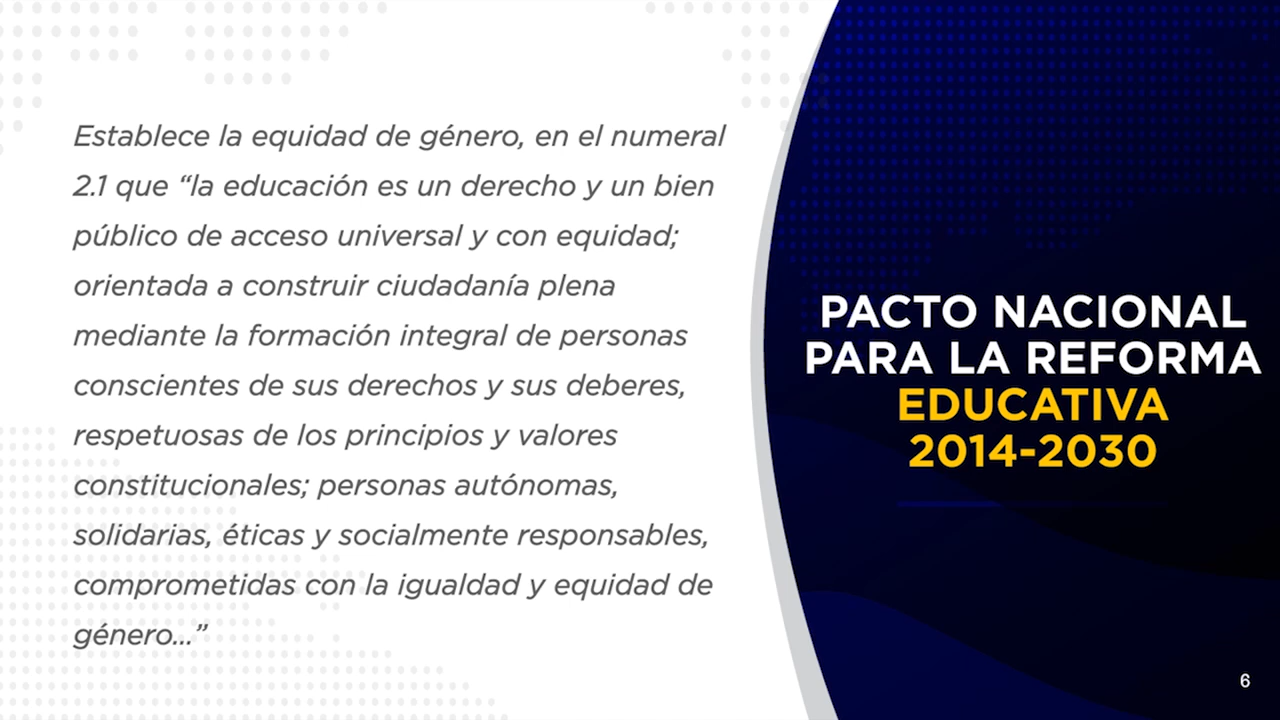 Establece la equidad de género, en el numeral
2.1 que “la educación es un derecho y un bien
público de acceso universal y con equidad;
orientada a construir ciudadanía plena
mediante la formación integral de personas
conscientes de sus derechos y sus deberes,
respetuosas de los principios y valores
constitucionales; personas autónomas,
solidarias, éticas y socialmente responsables,
comprometidas con la igualdad y equidad de
género...”
PACTO NACIONAL
PARA LA REFORMA
EDUCATIVA
2014-2030
6